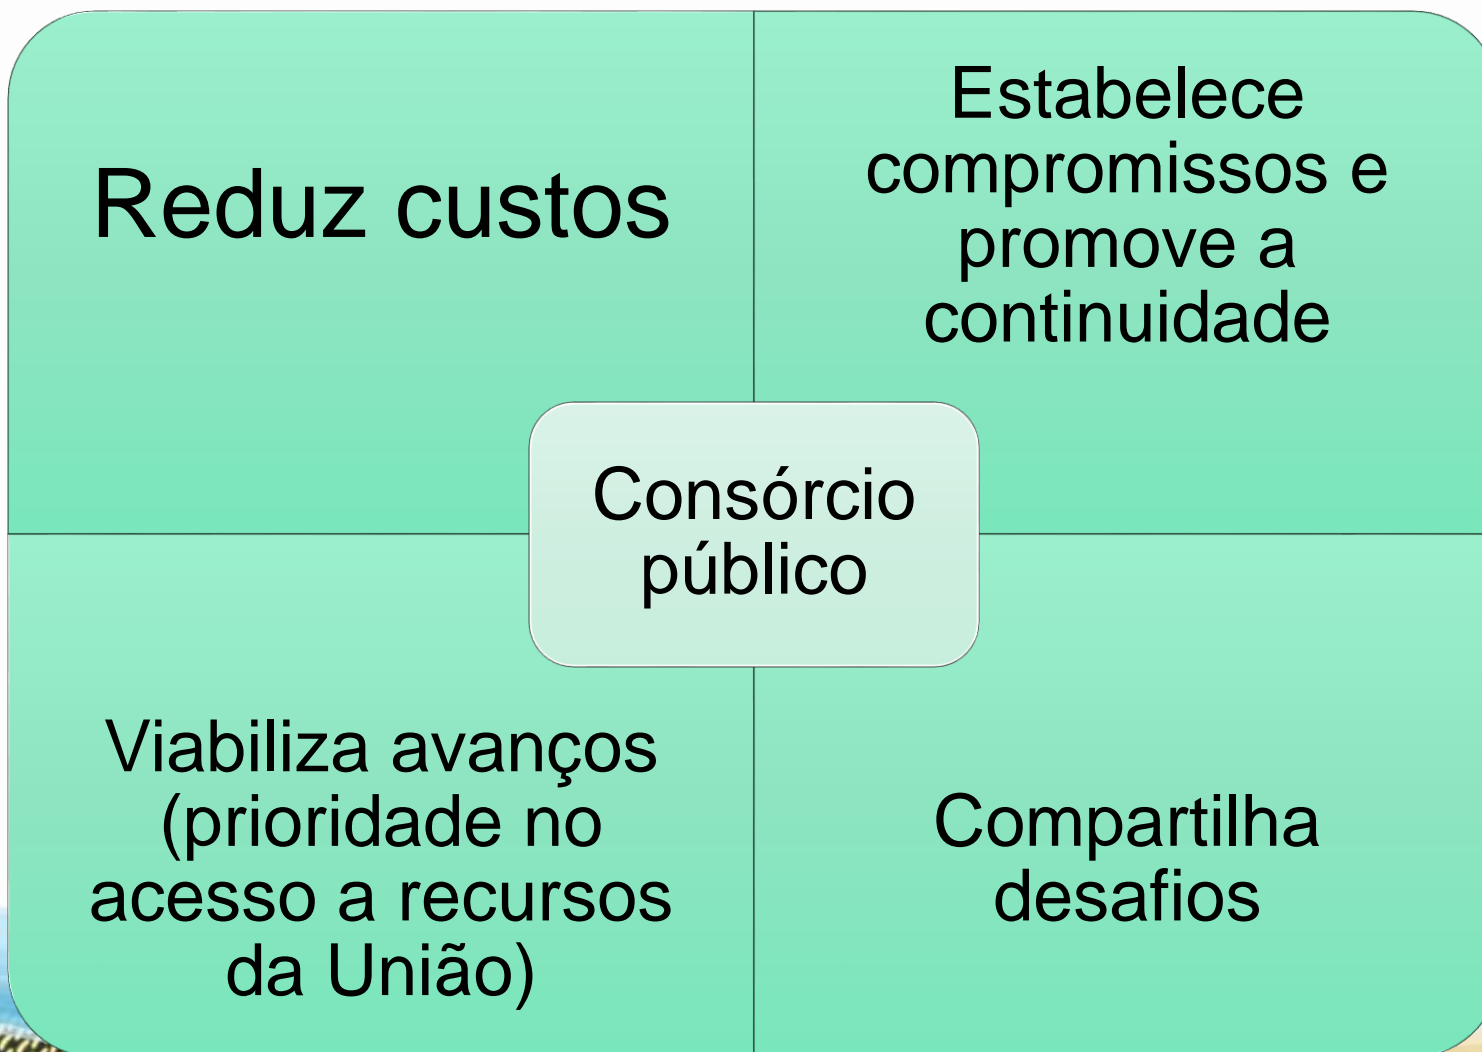 Reduz custos
Estabelece
compromissos e
promove a
continuidade
Consórcio
público
Viabiliza avanços
(prioridade no
acesso a recursos
da União)
Compartilha
desafios